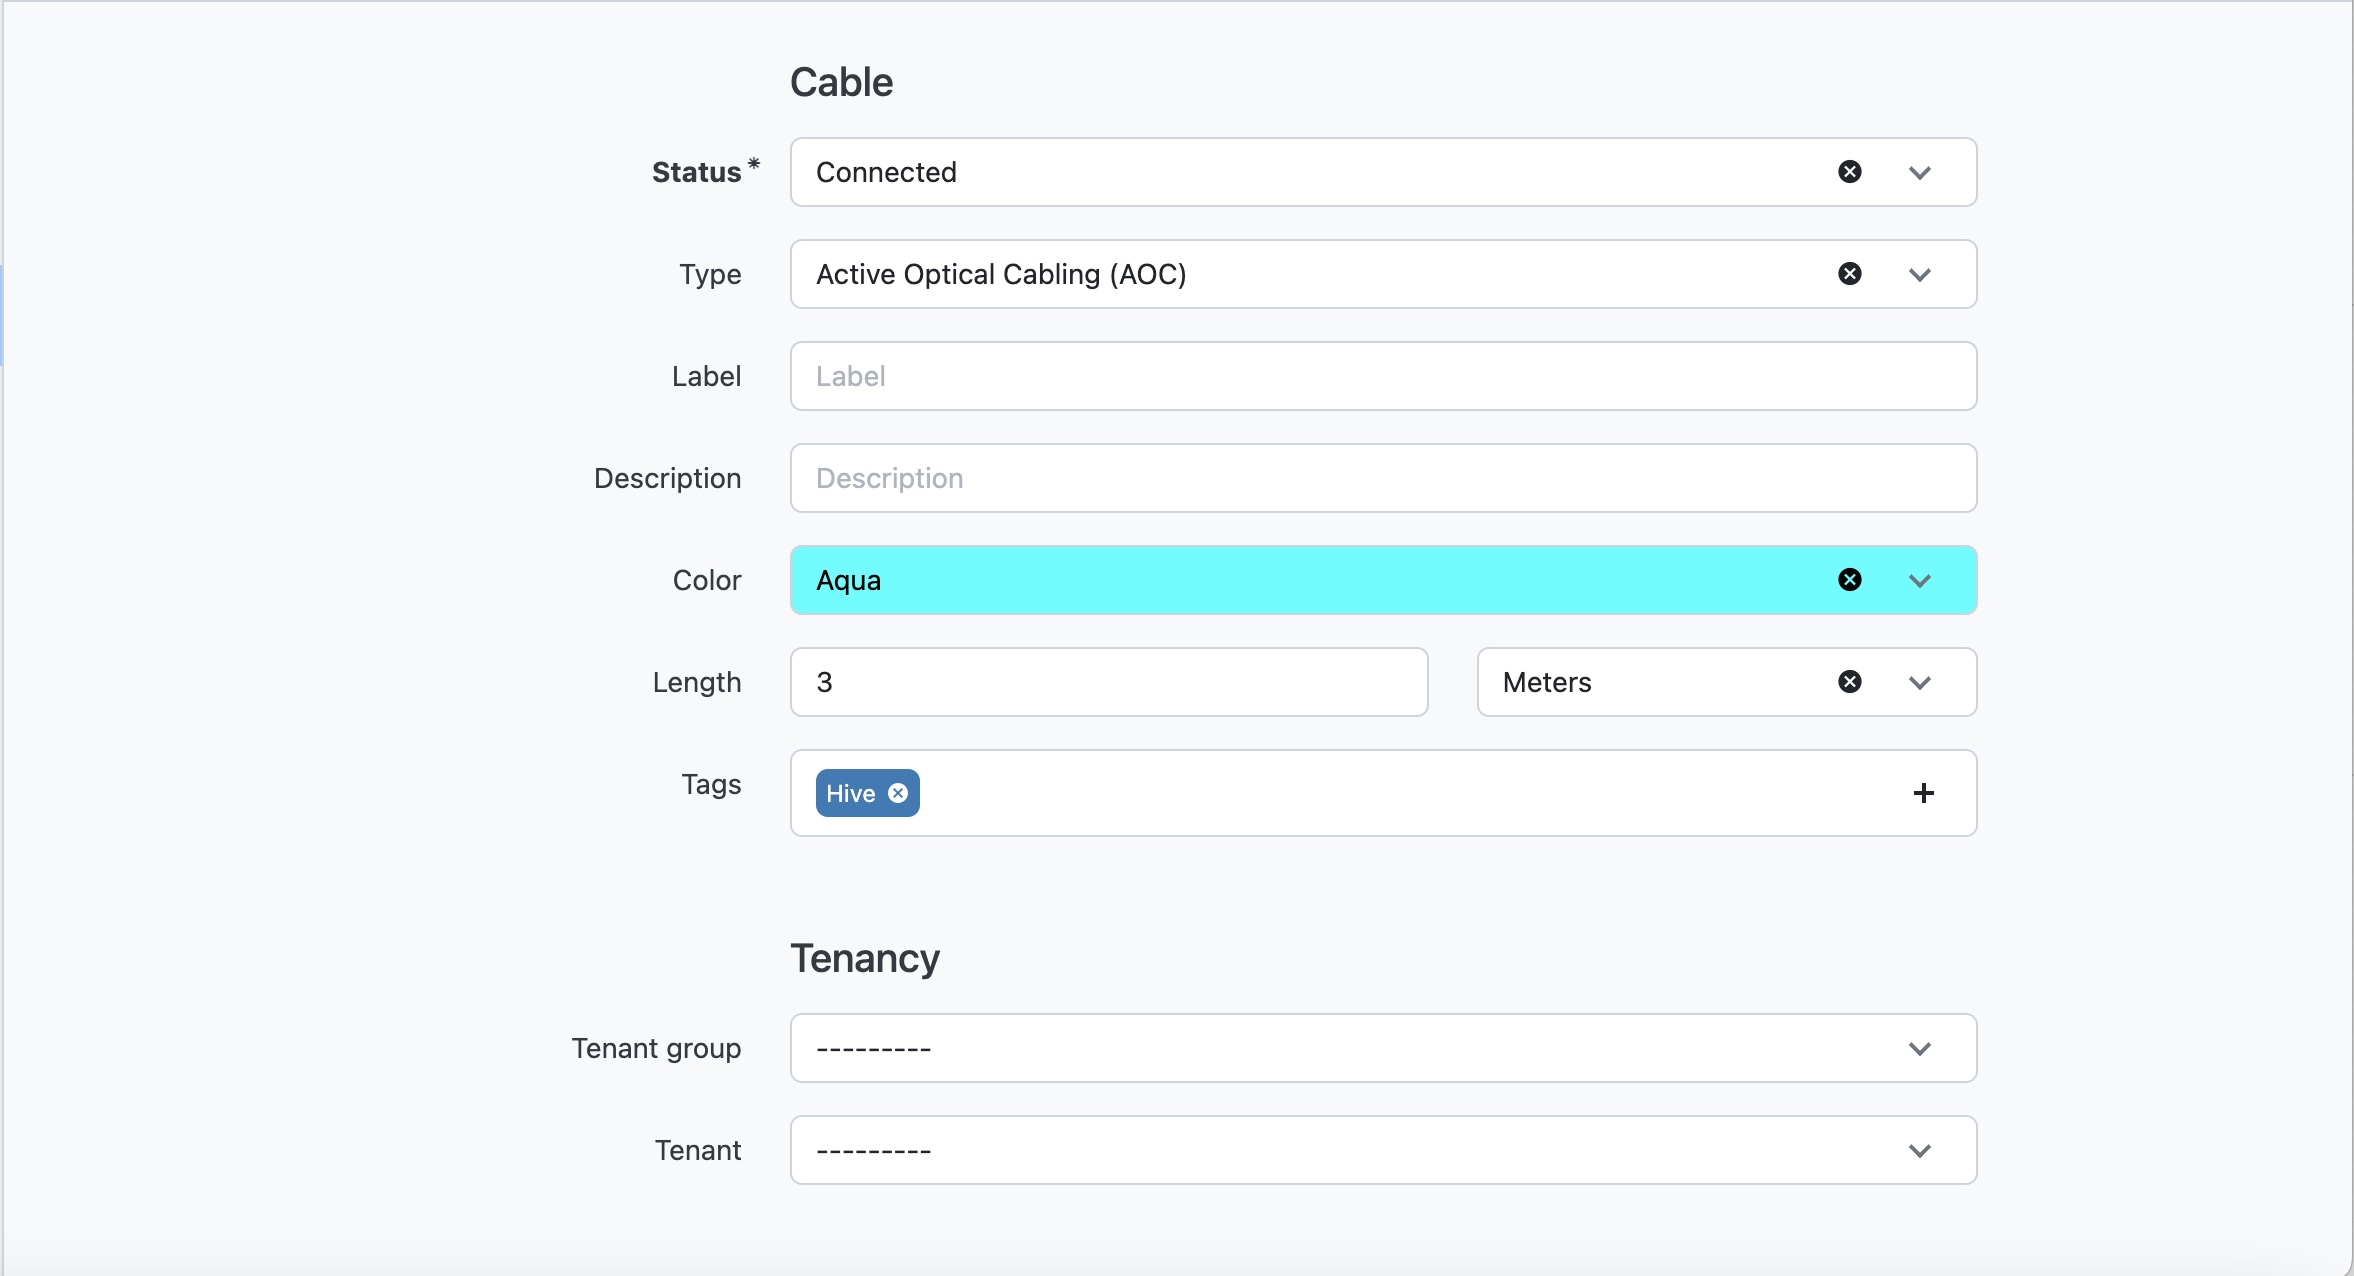 Cable
Status * Connected
Type Active Optical Cabling (AOC)
Label Label
Description Description
Color Aqua
Length 3 Meters
Tags Hive
Tenancy
Tenant group ---------
Tenant ---------